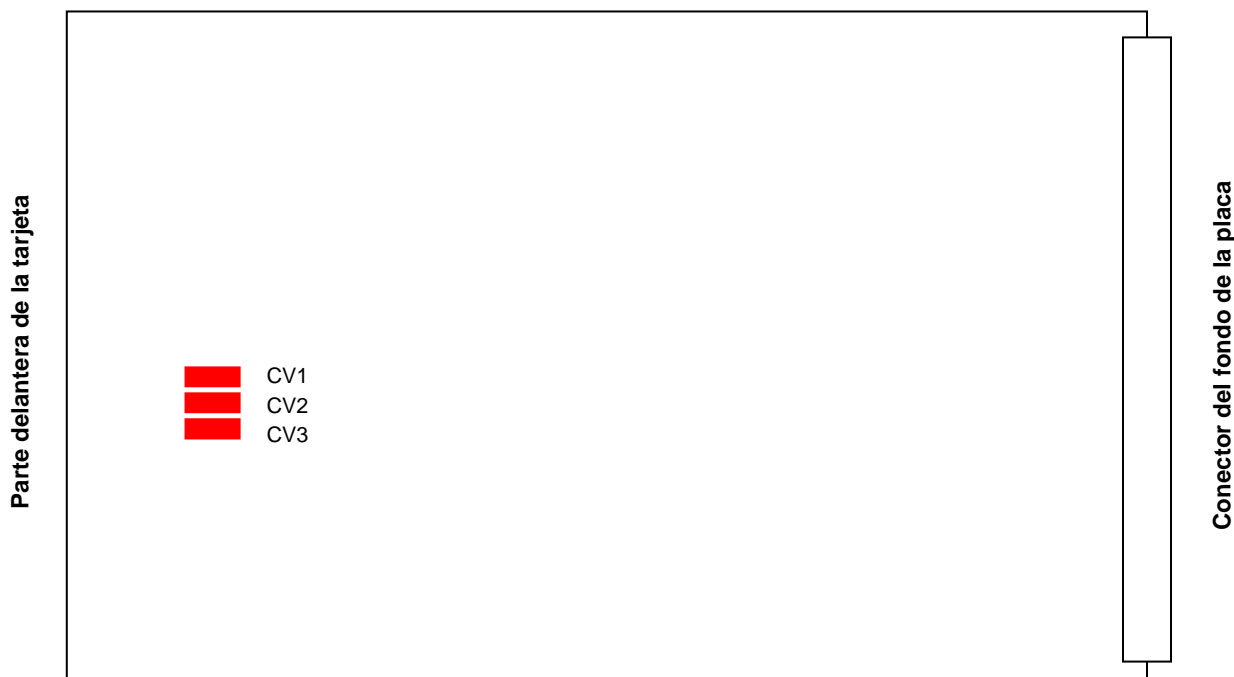 Parte delantera de la tarjeta
CV1
CV2
CV3
Conector del fondo de la placa